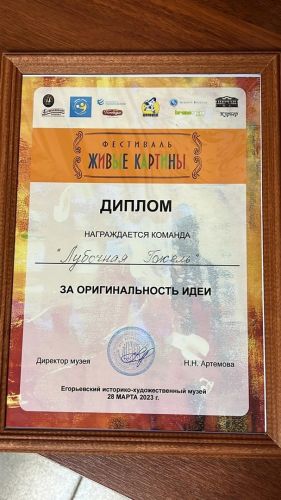 ФЕСТИВАЛЬ
ЖИВЫЕ КАРТИНЫ
ДИПЛОМ
НАГРАЖДАЕТСЯ КОМАНДА
"Лубочная Гжель"
ЗА ОРИГИНАЛЬНОСТЬ ИДЕИ
Директор музея
Н.Н. Артемова
Егорьевский историко-художественный музей
28 МАРТА 2023 г.